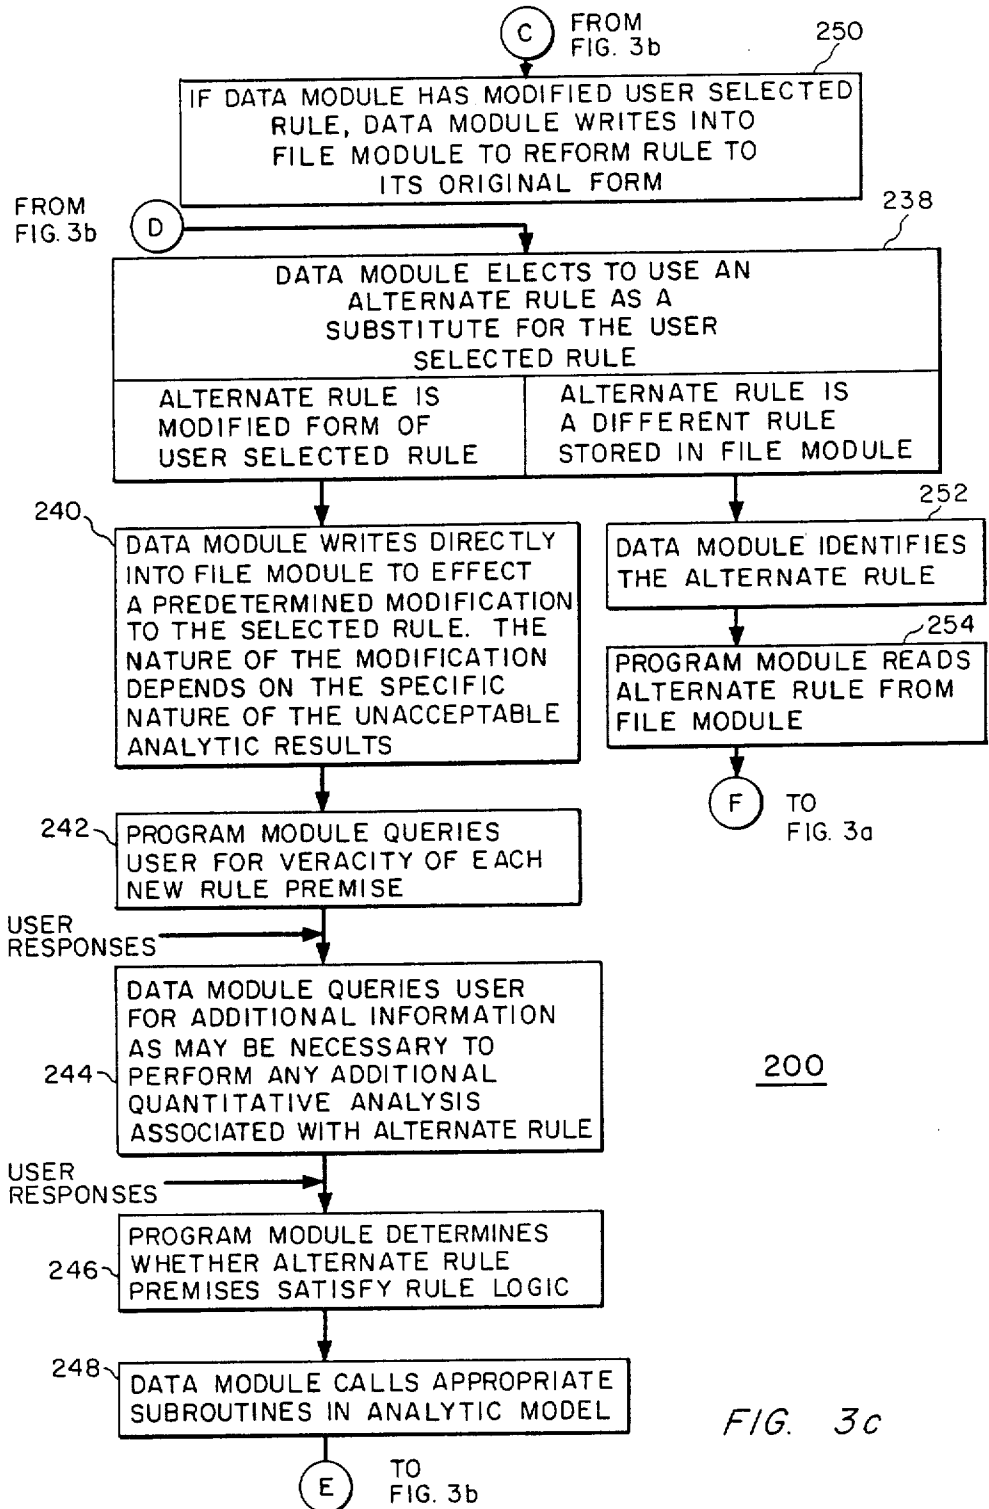 C
FROM
FIG. 3b
250
IF DATA MODULE HAS MODIFIED USER SELECTED
RULE, DATA MODULE WRITES INTO
FILE MODULE TO REFORM RULE TO
ITS ORIGINAL FORM
FROM
FIG. 3b
D
238
DATA MODULE ELECTS TO USE AN
ALTERNATE RULE AS A
SUBSTITUTE FOR THE USER
SELECTED RULE
ALTERNATE RULE IS
MODIFIED FORM OF
USER SELECTED RULE
ALTERNATE RULE IS
A DIFFERENT RULE
STORED IN FILE MODULE
240
DATA MODULE WRITES DIRECTLY
INTO FILE MODULE TO EFFECT
A PREDETERMINED MODIFICATION
TO THE SELECTED RULE. THE
NATURE OF THE MODIFICATION
DEPENDS ON THE SPECIFIC
NATURE OF THE UNACCEPTABLE
ANALYTIC RESULTS
252
DATA MODULE IDENTIFIES
THE ALTERNATE RULE
254
PROGRAM MODULE READS
ALTERNATE RULE FROM
FILE MODULE
F
TO
FIG. 3a
242
PROGRAM MODULE QUERIES
USER FOR VERACITY OF EACH
NEW RULE PREMISE
USER
RESPONSES
244
DATA MODULE QUERIES USER
FOR ADDITIONAL INFORMATION
AS MAY BE NECESSARY TO
PERFORM ANY ADDITIONAL
QUANTITATIVE ANALYSIS
ASSOCIATED WITH ALTERNATE RULE
200
USER
RESPONSES
246
PROGRAM MODULE DETERMINES
WHETHER ALTERNATE RULE
PREMISES SATISFY RULE LOGIC
248
DATA MODULE CALLS APPROPRIATE
SUBROUTINES IN ANALYTIC MODEL
FIG. 3c
E
TO
FIG. 3b